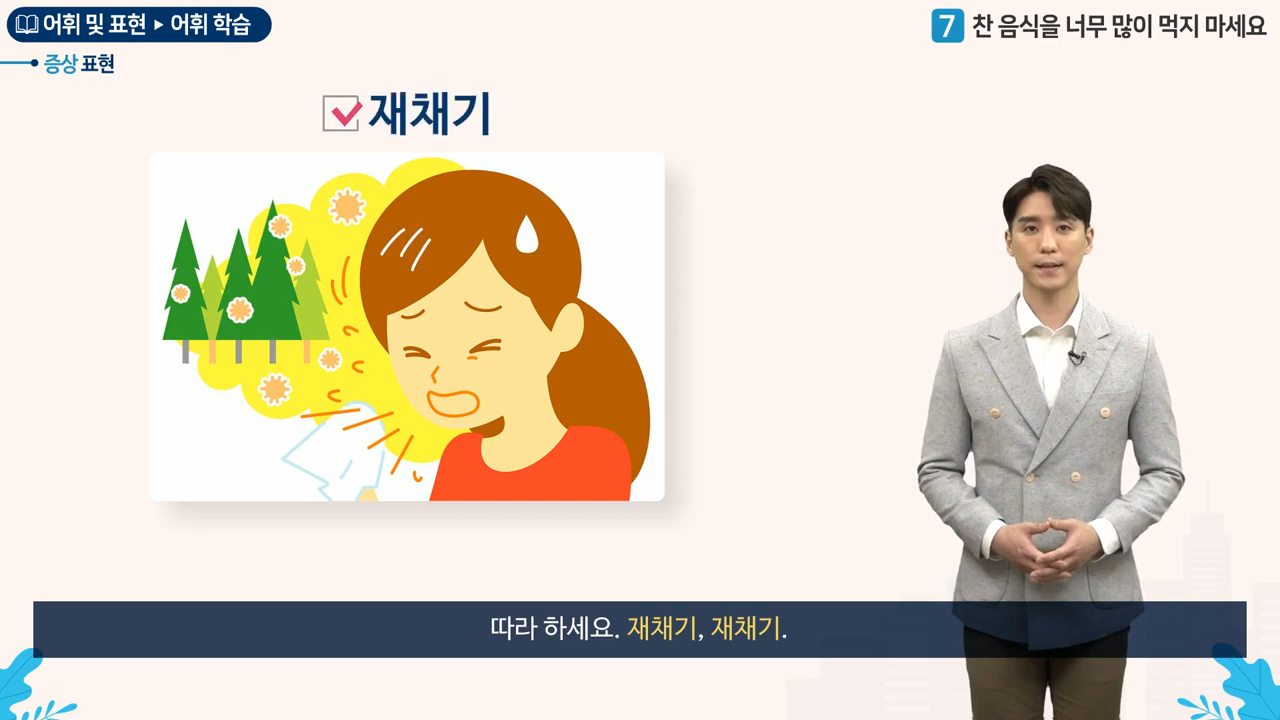 어휘 및 표현 ▶ 어휘 학습
7 찬 음식을 너무 많이 먹지 마세요
증상 표현
재채기
따라 하세요. 재채기, 재채기.